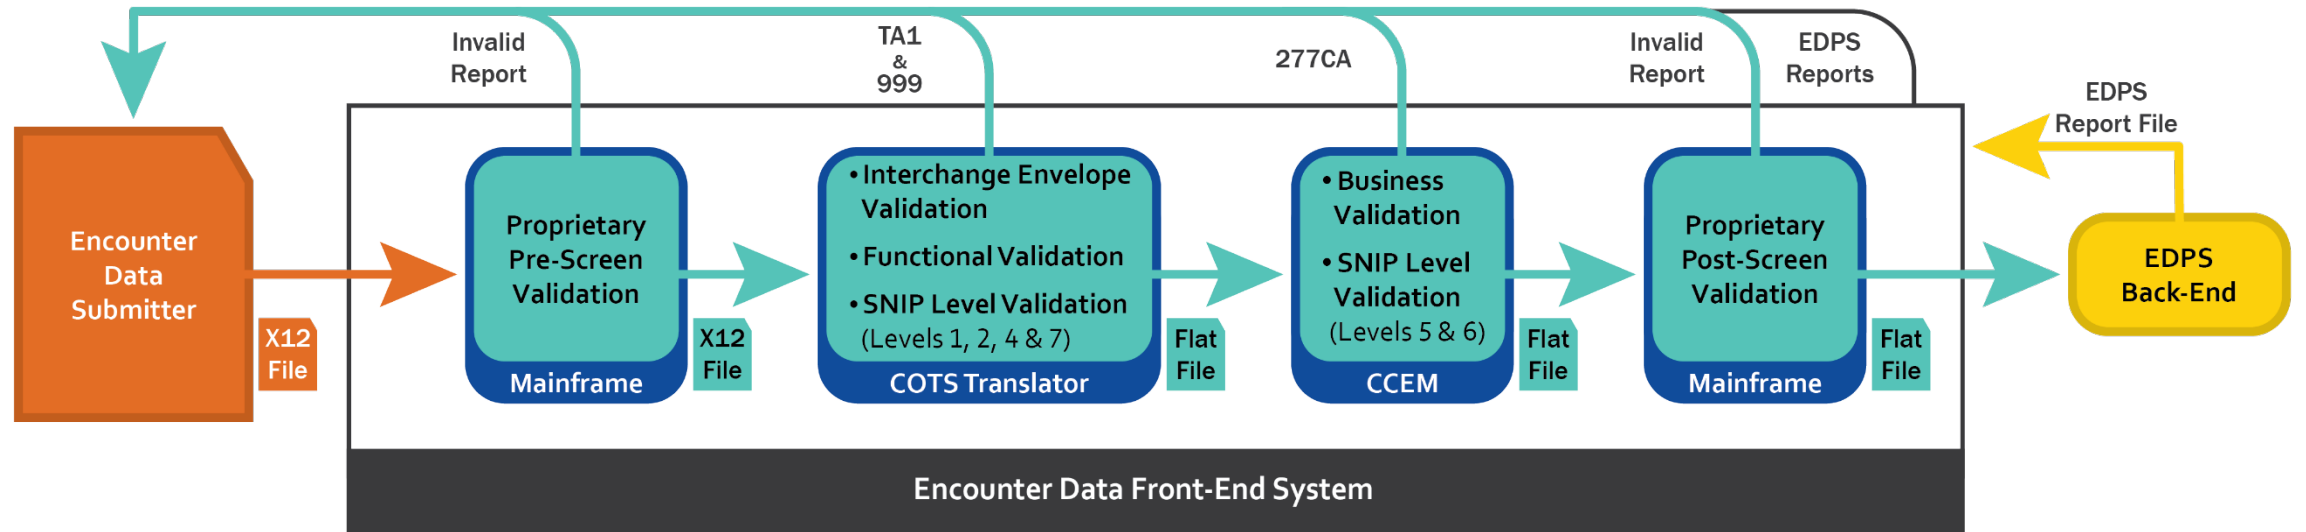 Invalid
Report
TA1
&
999
277CA
Invalid
Report
EDPS
Reports
EDPS
Report File
Encounter
Data
Submitter
X12
File
Proprietary
Pre-Screen
Validation
Mainframe
X12
File
• Interchange Envelope
Validation
• Functional Validation
• SNIP Level Validation
(Levels 1, 2, 4 & 7)
COTS Translator
Flat
File
• Business
Validation
• SNIP Level
Validation
(Levels 5 & 6)
CCEM
Flat
File
Proprietary
Post-Screen
Validation
Mainframe
Flat
File
EDPS
Back-End
Encounter Data Front-End System